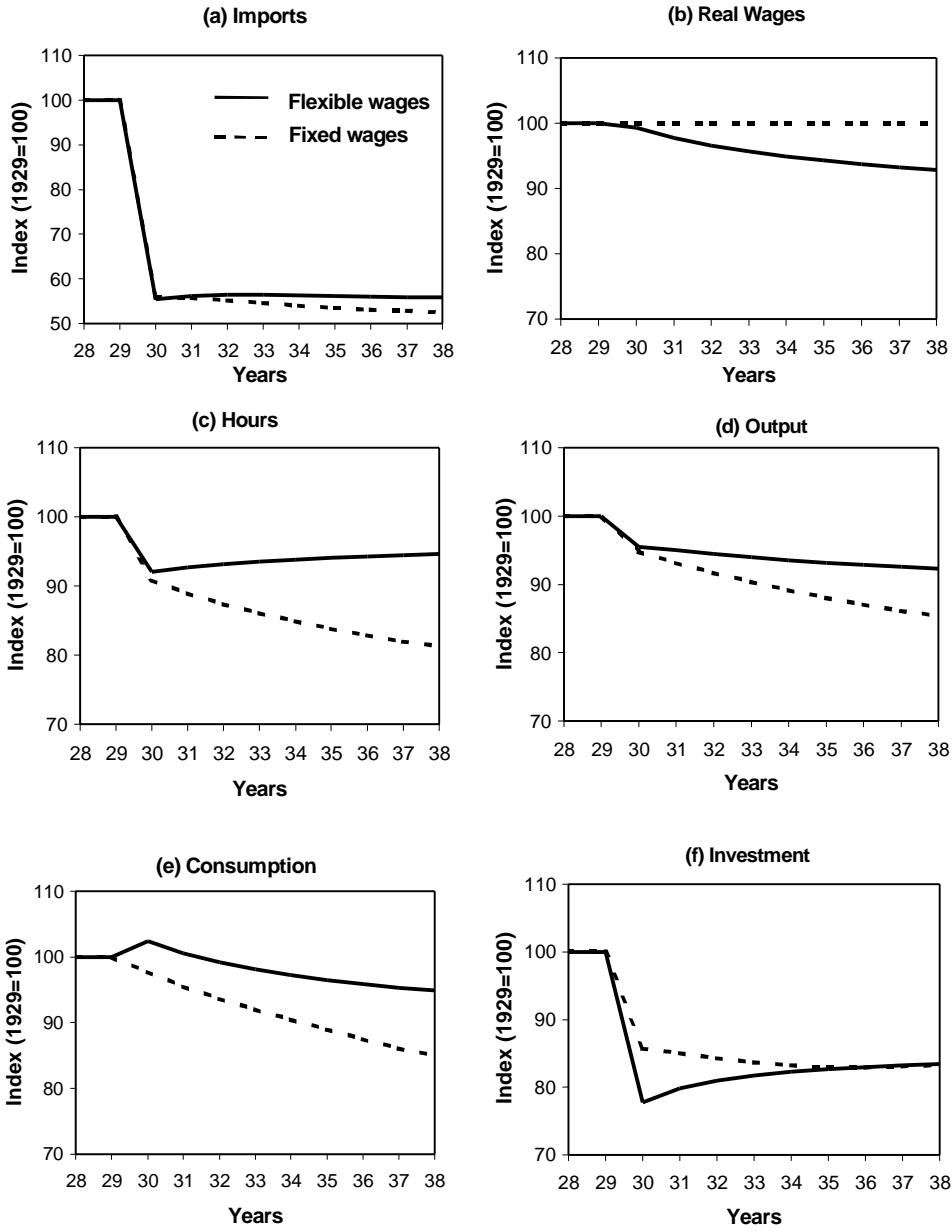 (a) Imports
Index (1929=100)
110
100
90
80
70
60
50
Flexible wages
Fixed wages
28 29 30 31 32 33 34 35 36 37 38
Years
(b) Real Wages
Index (1929=100)
110
100
90
80
70
28 29 30 31 32 33 34 35 36 37 38
Years
(c) Hours
Index (1929=100)
110
100
90
80
70
28 29 30 31 32 33 34 35 36 37 38
Years
(d) Output
Index (1929=100)
110
100
90
80
70
28 29 30 31 32 33 34 35 36 37 38
Years
(e) Consumption
Index (1929=100)
110
100
90
80
70
28 29 30 31 32 33 34 35 36 37 38
Years
(f) Investment
Index (1929=100)
110
100
90
80
70
28 29 30 31 32 33 34 35 36 37 38
Years